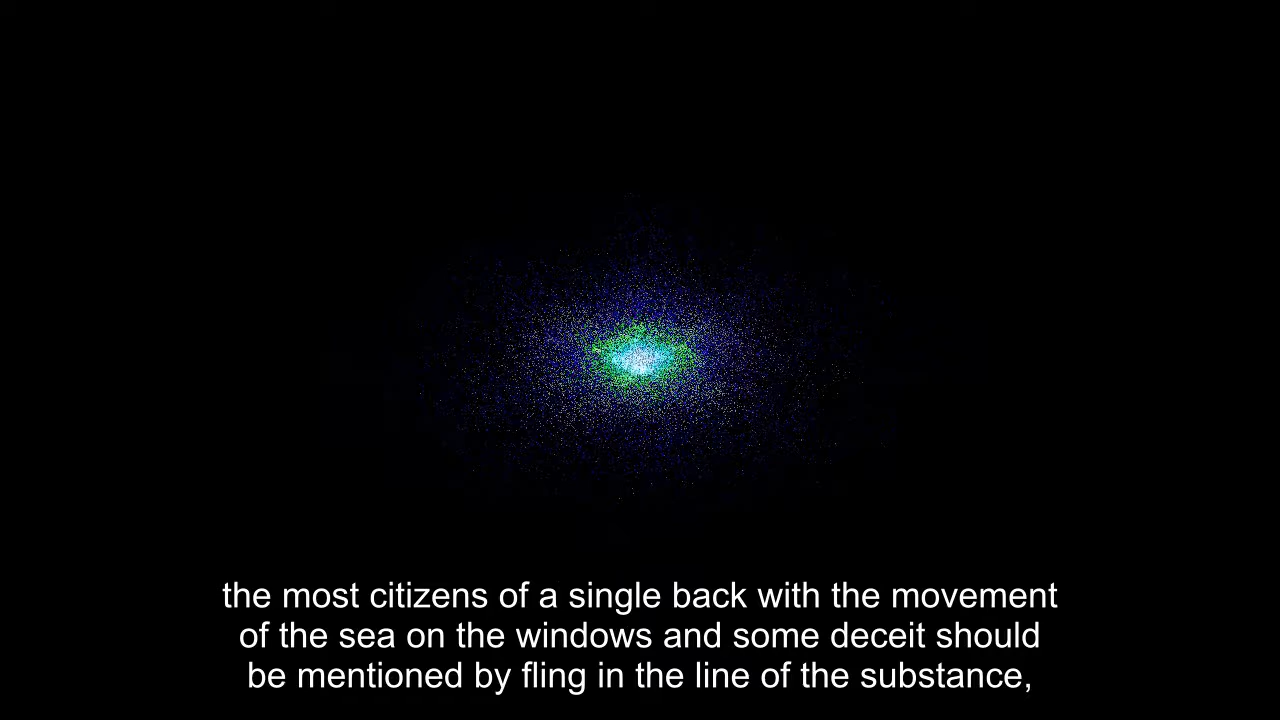 the most citizens of a single back with the movement
of the sea on the windows and some deceit should
be mentioned by fling in the line of the substance,